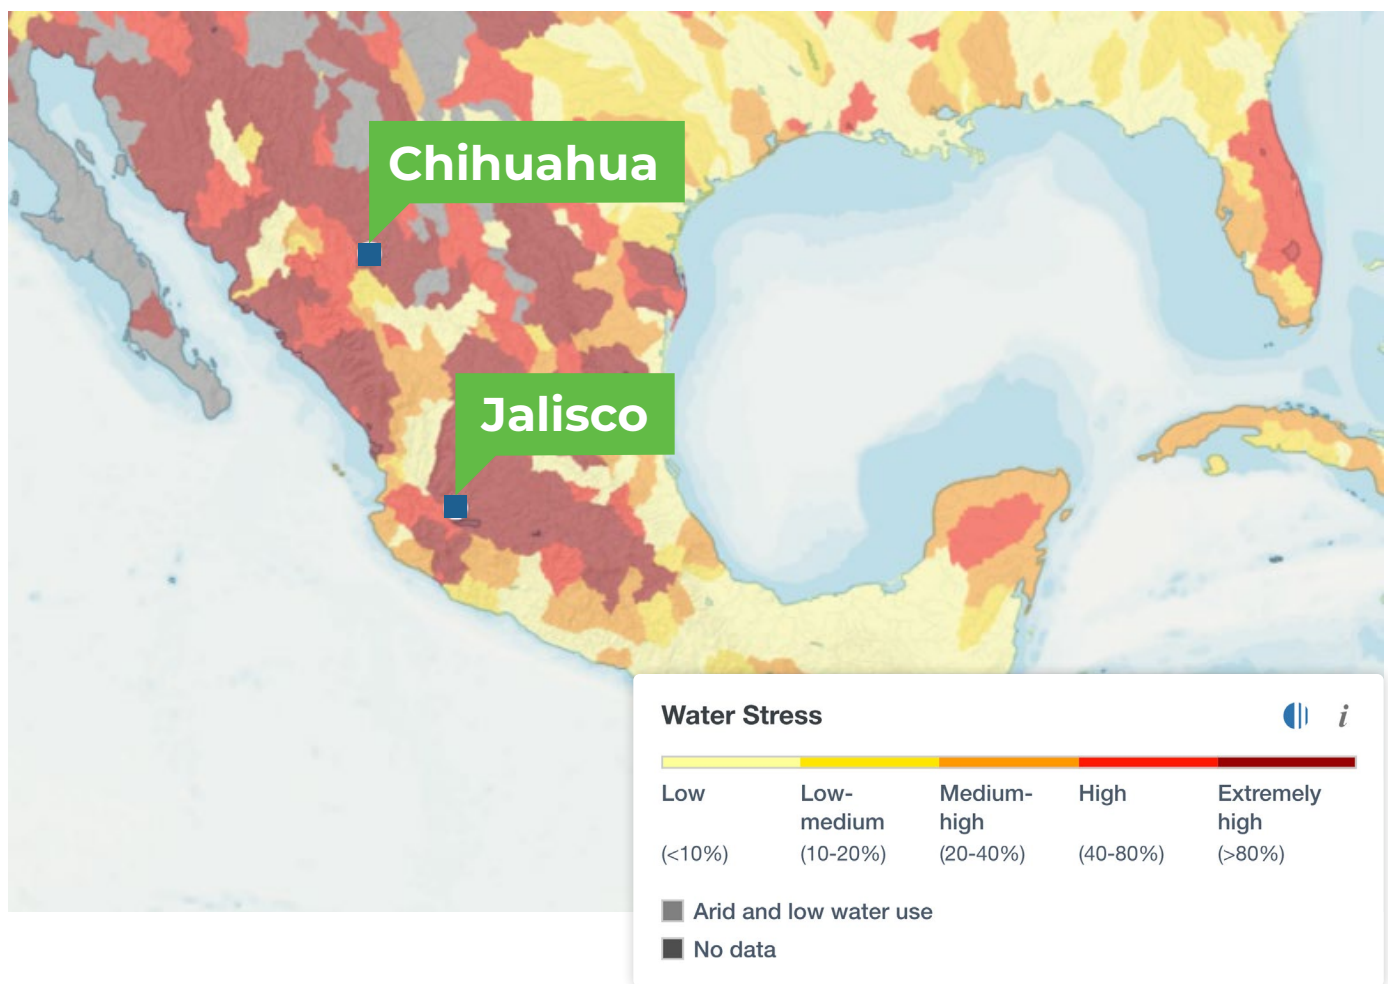 Chihuahua
Jalisco
Water Stress
i
Low
Low-
medium
Medium-
high
High
Extremely
high
(<10%)
(10-20%)
(20-40%)
(40-80%)
(>80%)
Arid and low water use
No data